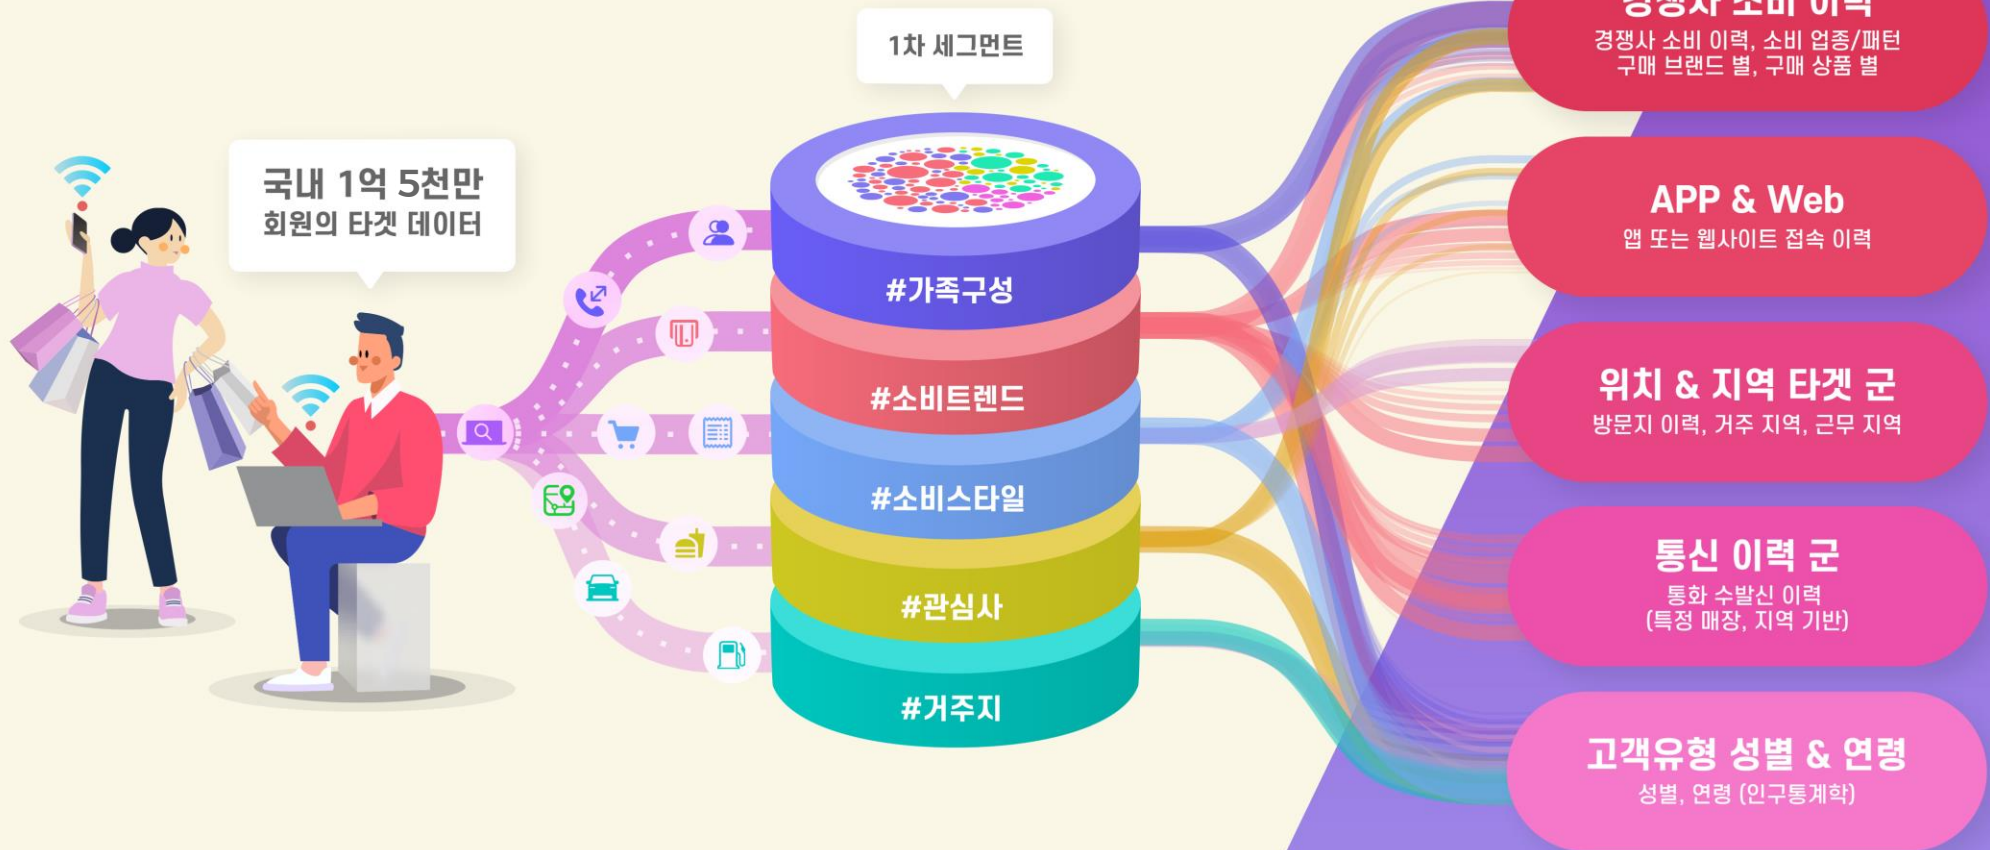 경쟁사 소비 이력
경쟁사 소비 이력, 소비 업종/패턴
구매 브랜드 별, 구매 상품 별
1차 세그먼트
국내 1억 5천만
회원의 타겟 데이터
APP & Web
앱 또는 웹사이트 접속 이력
#가족구성
#소비트렌드
위치 & 지역 타겟 군
방문지 이력, 거주 지역, 근무 지역
#소비스타일
통신 이력 군
통화 수발신 이력
(특정 매장, 지역 기반)
#관심사
#거주지
고객유형 성별 & 연령
성별, 연령 (인구통계학)